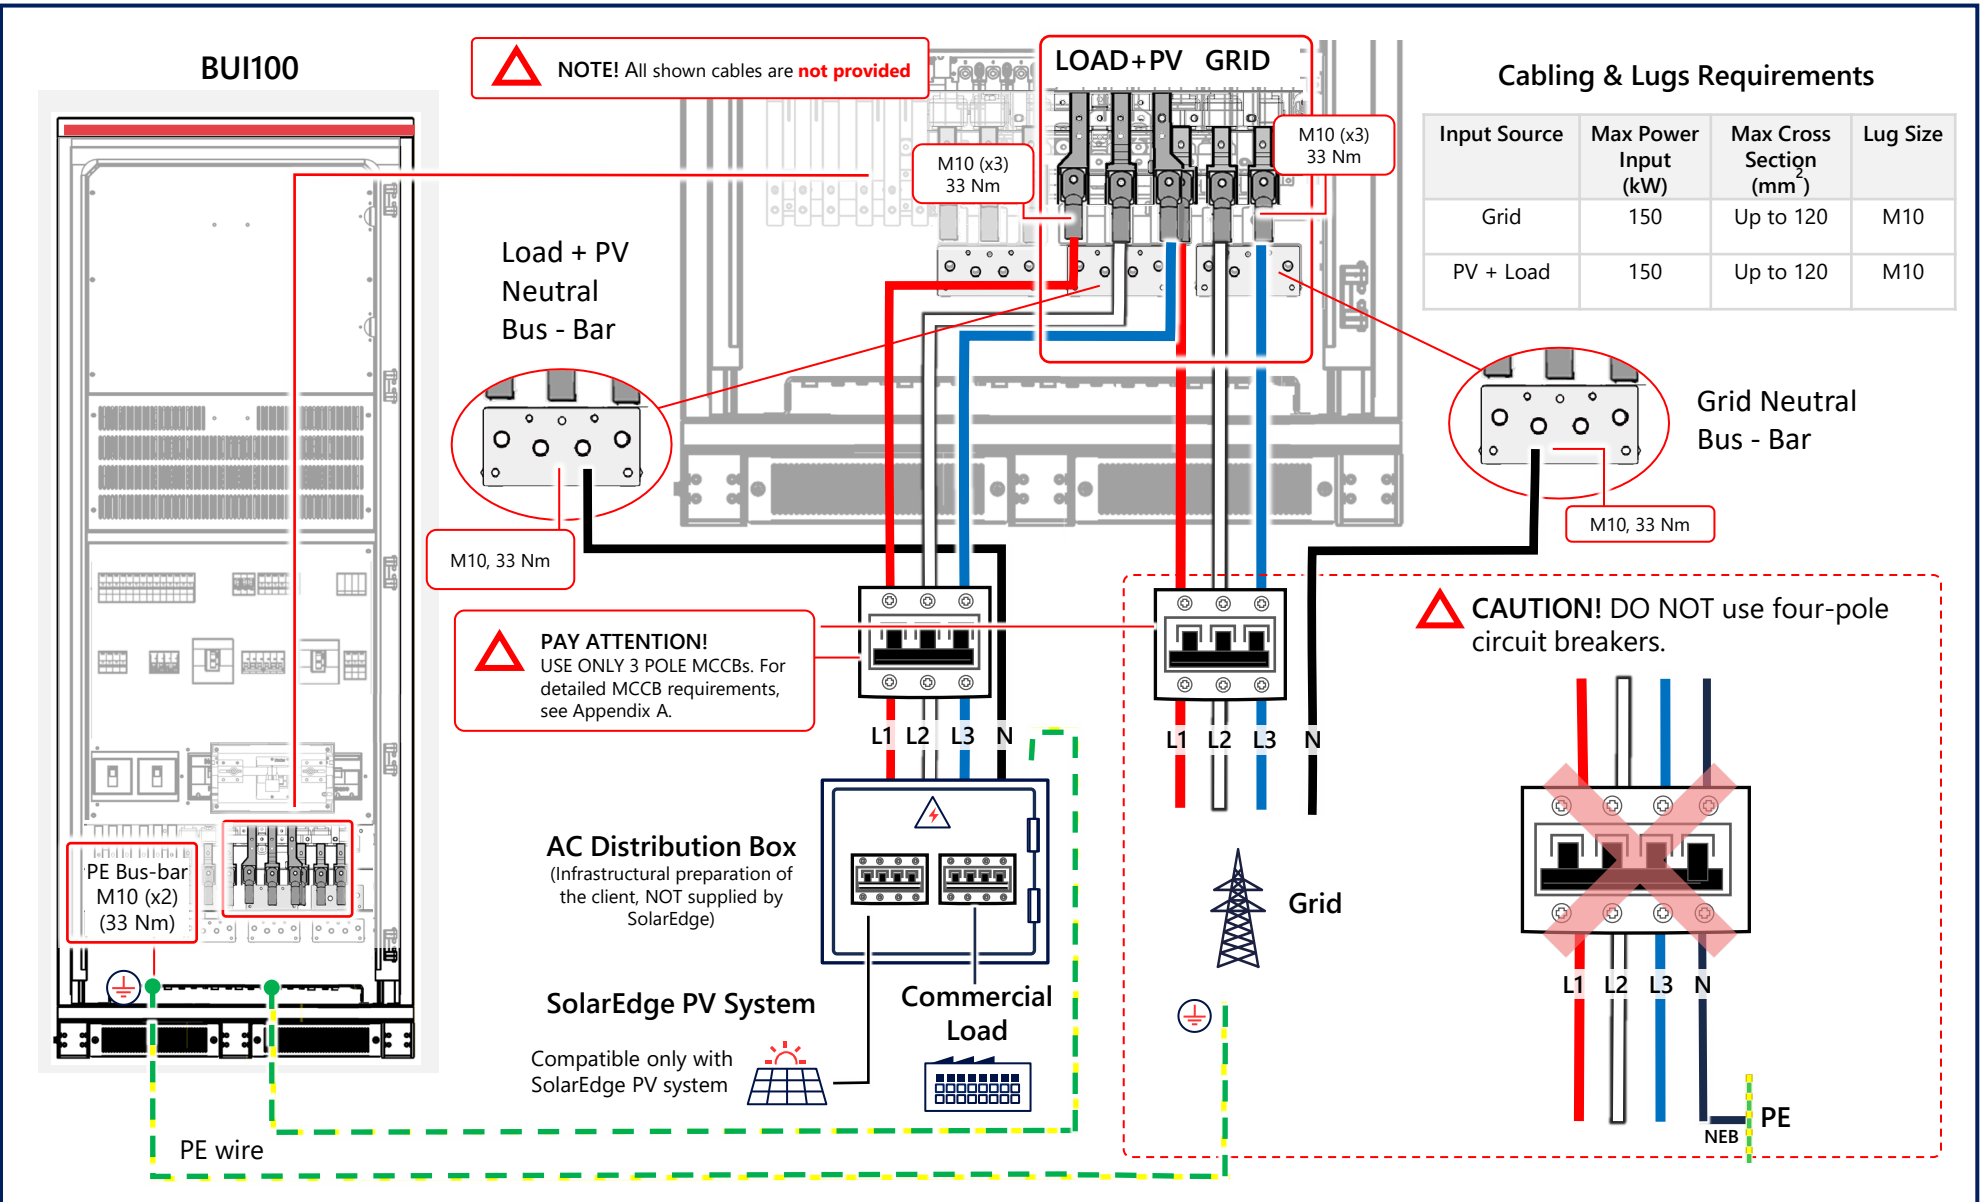 BUI100
NOTE! All shown cables are not provided
LOAD+PV GRID
M10 (x3)
33 Nm
M10 (x3)
33 Nm
Cabling & Lugs Requirements
Input Source
Max Power
Input
(kW)
Max Cross
Section
(mm²)
Lug Size
Grid 150 Up to 120 M10
PV + Load 150 Up to 120 M10
Load + PV
Neutral
Bus - Bar
Grid Neutral
Bus - Bar
M10, 33 Nm
M10, 33 Nm
PAY ATTENTION!
USE ONLY 3 POLE MCCBs. For
detailed MCCB requirements,
see Appendix A.
CAUTION! DO NOT use four-pole
circuit breakers.
L1 L2 L3 N
L1 L2 L3 N
AC Distribution Box
(Infrastructural preparation of
the client, NOT supplied by
SolarEdge)
PE Bus-bar
M10 (x2)
(33 Nm)
Grid
L1 L2 L3 N
SolarEdge PV System
Compatible only with
SolarEdge PV system
Commercial
Load
PE
NEB
PE wire